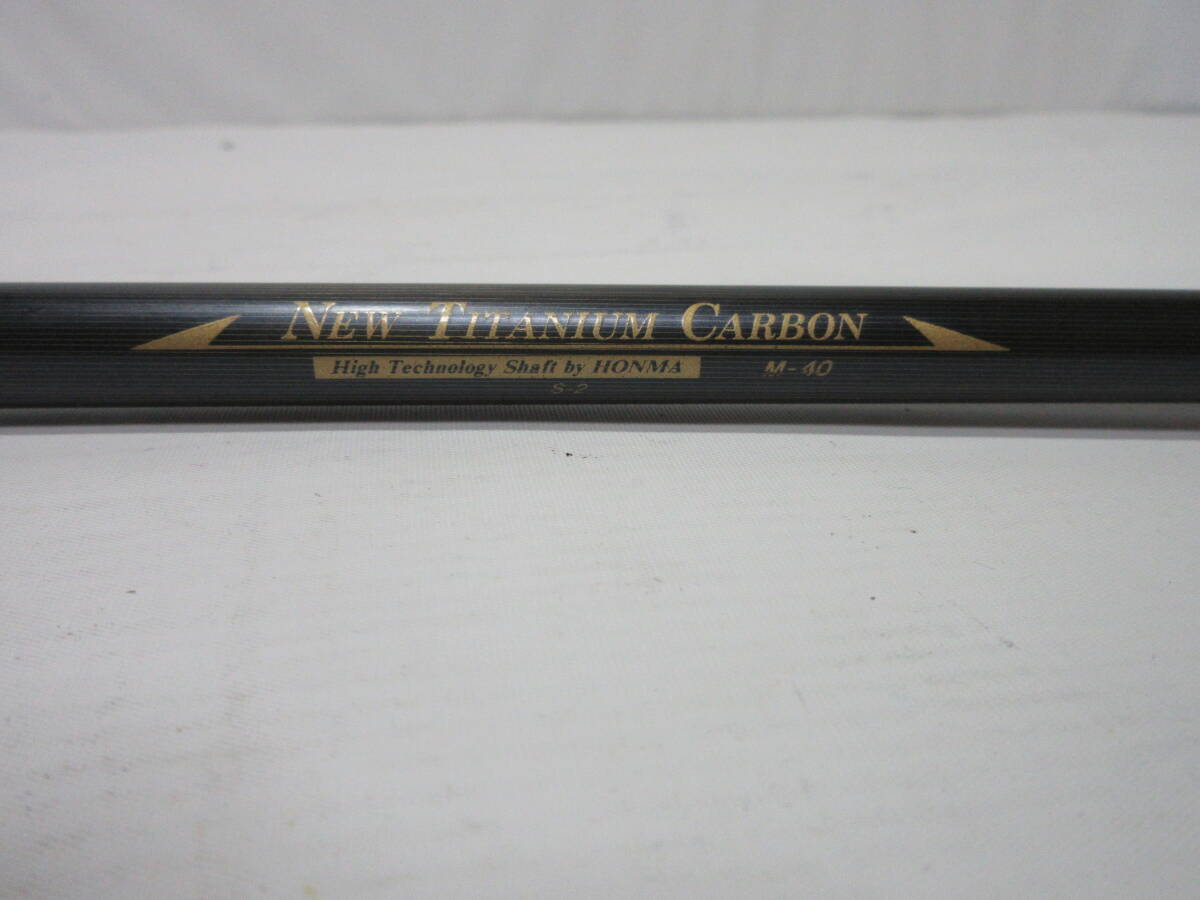 NEW TITANIUM CARBON
High Technology Shaft by HONMA M-40
S-2